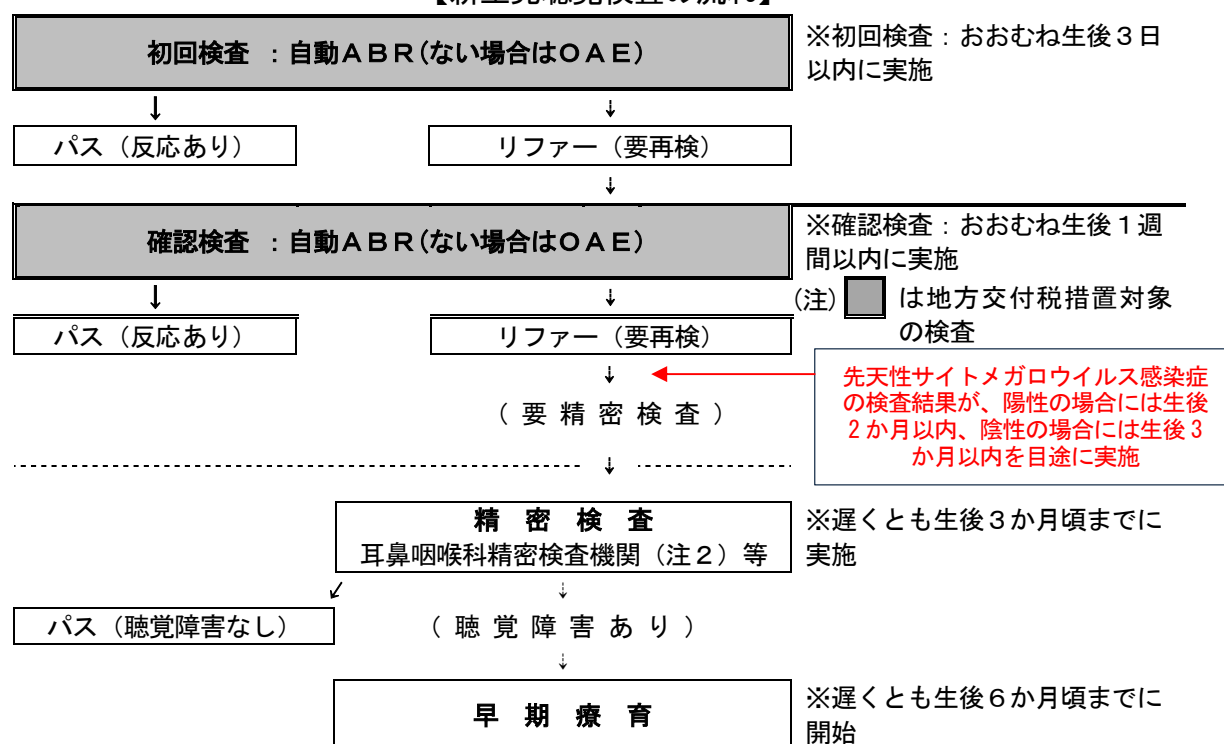 【新生児聴覚検査の流れ】
初回検査 ：自動ＡＢＲ（ない場合はＯＡＥ）
※初回検査：おおむね生後３日
以内に実施
↓
↓
パス（反応あり）
リファー（要再検）
↓
確認検査 ：自動ＡＢＲ（ない場合はＯＡＥ）
※確認検査：おおむね生後１週
間以内に実施
↓
↓
(注) は地方交付税措置対象
の検査
パス（反応あり）
リファー（要再検）
↓
（要精密検査）
先天性サイトメガロウイルス感染症
の検査結果が、陽性の場合には生後
2 か月以内、陰性の場合には生後 3
か月以内を目途に実施
↓
精 密 検 査
耳鼻咽喉科精密検査機関（注２）等
※遅くとも生後３か月頃までに
実施
↙
↓
パス（聴覚障害なし）
（聴覚障害あり）
↓
早 期 療 育
※遅くとも生後６か月頃までに
開始